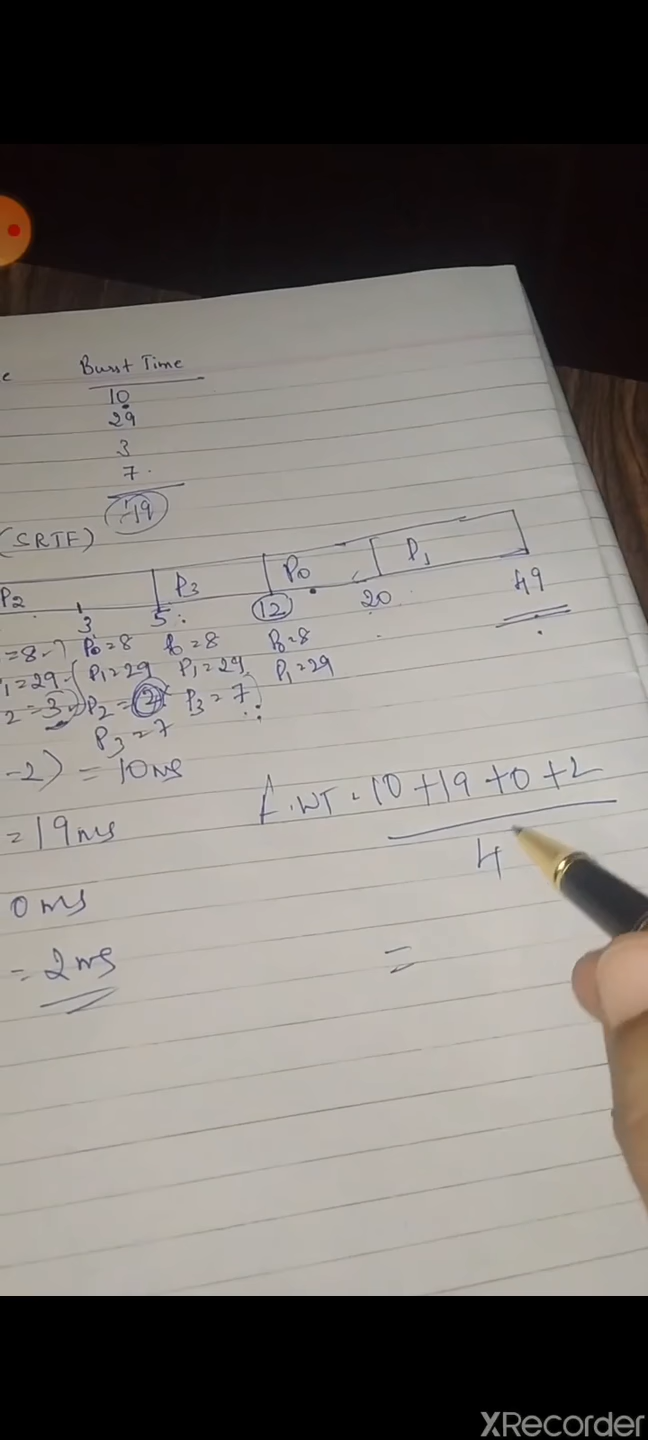 e Burst Time
10
29
3
7
49
(SRTF)
P2 P3 P0 P1
3 5 12 20 49
=8 P0=8 P0=8 P0=8
P1=29 P1=29 P1=29 P1=29
2=3 P2=2 P3=7
P3=7
-2) = 10ms
A.WT = 10+19+0+2
4
= 19ms
0ms
= 2ms
=
XRecorder